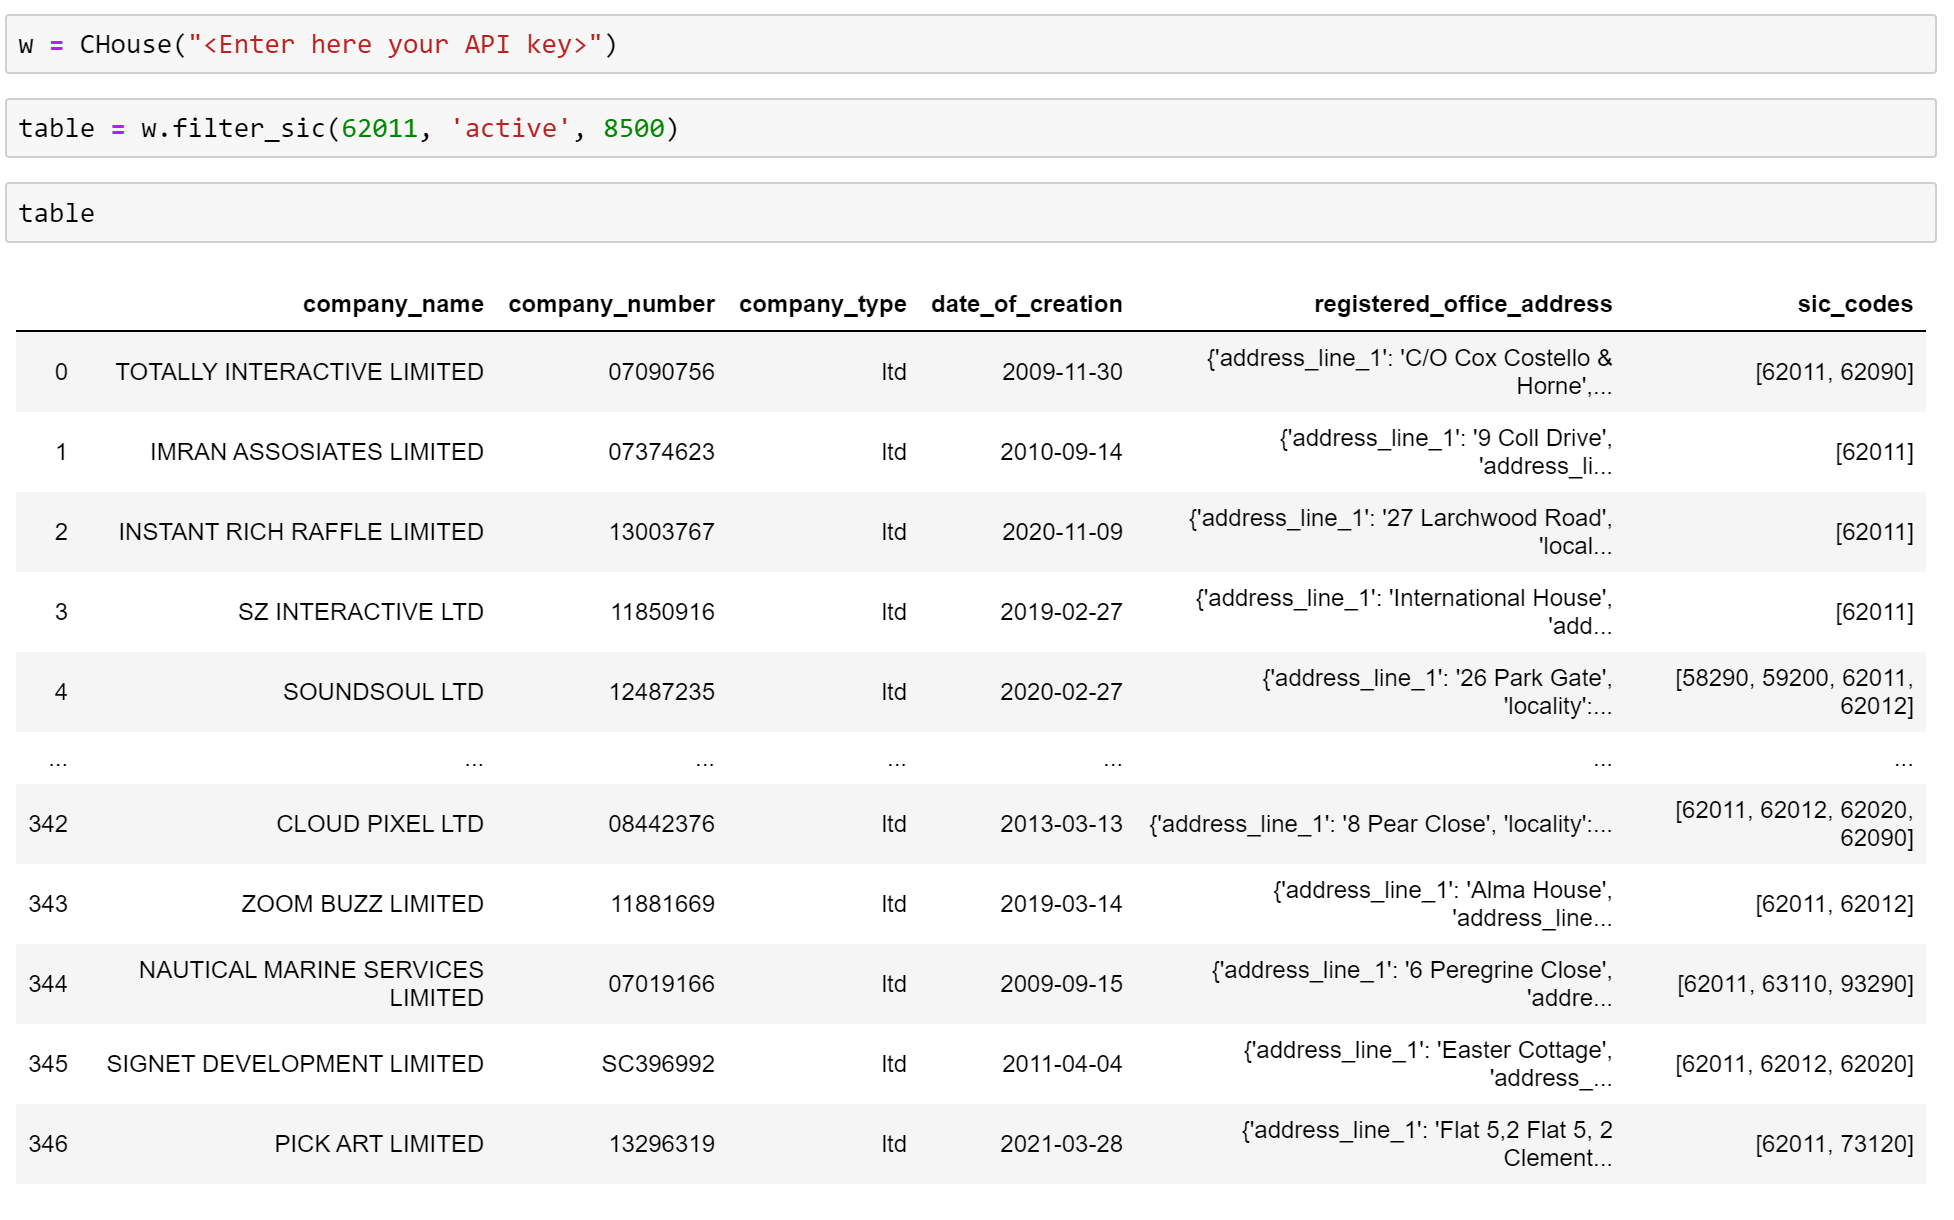 w = CHouse("<Enter here your API key>")
table = w.filter_sic(62011, 'active', 8500)
table
company_name company_number company_type date_of_creation registered_office_address sic_codes
0 TOTALLY INTERACTIVE LIMITED 07090756 ltd 2009-11-30 {'address_line_1': 'C/O Cox Costello & Horne',... [62011, 62090]
1 IMRAN ASSOSIATES LIMITED 07374623 ltd 2010-09-14 {'address_line_1': '9 Coll Drive', 'address_li... [62011]
2 INSTANT RICH RAFFLE LIMITED 13003767 ltd 2020-11-09 {'address_line_1': '27 Larchwood Road', 'local... [62011]
3 SZ INTERACTIVE LTD 11850916 ltd 2019-02-27 {'address_line_1': 'International House', 'add... [62011]
4 SOUNDSOUL LTD 12487235 ltd 2020-02-27 {'address_line_1': '26 Park Gate', 'locality':... [58290, 59200, 62011, 62012]
... ... ... ... ... ... ...
342 CLOUD PIXEL LTD 08442376 ltd 2013-03-13 {'address_line_1': '8 Pear Close', 'locality':... [62011, 62012, 62020, 62090]
343 ZOOM BUZZ LIMITED 11881669 ltd 2019-03-14 {'address_line_1': 'Alma House', 'address_line... [62011, 62012]
344 NAUTICAL MARINE SERVICES LIMITED 07019166 ltd 2009-09-15 {'address_line_1': '6 Peregrine Close', 'addre... [62011, 63110, 93290]
345 SIGNET DEVELOPMENT LIMITED SC396992 ltd 2011-04-04 {'address_line_1': 'Easter Cottage', 'address_... [62011, 62012, 62020]
346 PICK ART LIMITED 13296319 ltd 2021-03-28 {'address_line_1': 'Flat 5,2 Flat 5, 2 Clement... [62011, 73120]